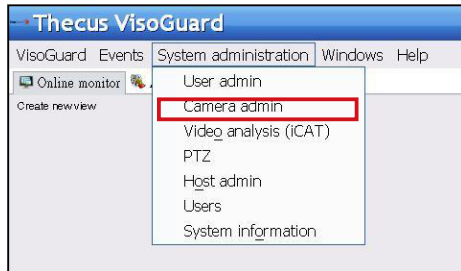 Thecus VisoGuard
VisoGuard Events System administration Windows Help
Online monitor
Create new view
User admin
Camera admin
Video analysis (iCAT)
PTZ
Host admin
Users
System information